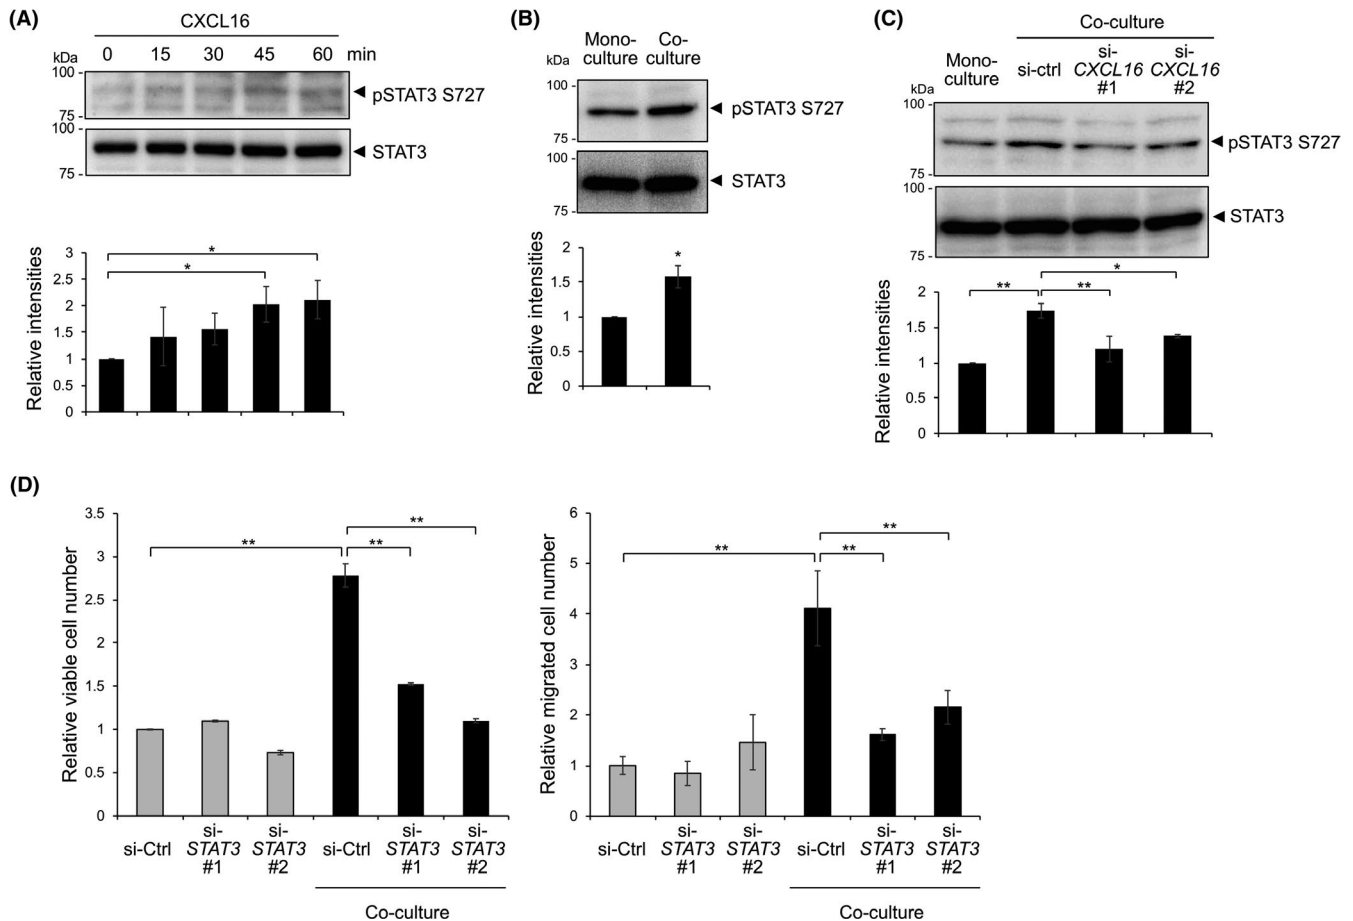 (A)
CXCL16
kDa 0 15 30 45 60 min
100 -
pSTAT3 S727
75 -
100 -
STAT3
75 -
Relative intensities
3
2.5
2
1.5
1
0.5
0
*
*
(B)
Mono-
culture
Co-
culture
kDa
100 -
pSTAT3 S727
75 -
100 -
STAT3
75 -
Relative intensities
2
1.5
1
0.5
0
*
(C)
Co-culture
Mono-
culture
si-ctrl
si-
CXCL16
#1
si-
CXCL16
#2
kDa
100 -
pSTAT3 S727
75 -
100 -
STAT3
75 -
Relative intensities
2
1.5
1
0.5
0
*
**
**
(D)
Relative viable cell number
3.5
3
2.5
2
1.5
1
0.5
0
**
**
**
si-Ctrl
si-
STAT3
#1
si-
STAT3
#2
si-Ctrl
si-
STAT3
#1
si-
STAT3
#2
Co-culture
Relative migrated cell number
6
5
4
3
2
1
0
**
**
**
si-Ctrl
si-
STAT3
#1
si-
STAT3
#2
si-Ctrl
si-
STAT3
#1
si-
STAT3
#2
Co-culture